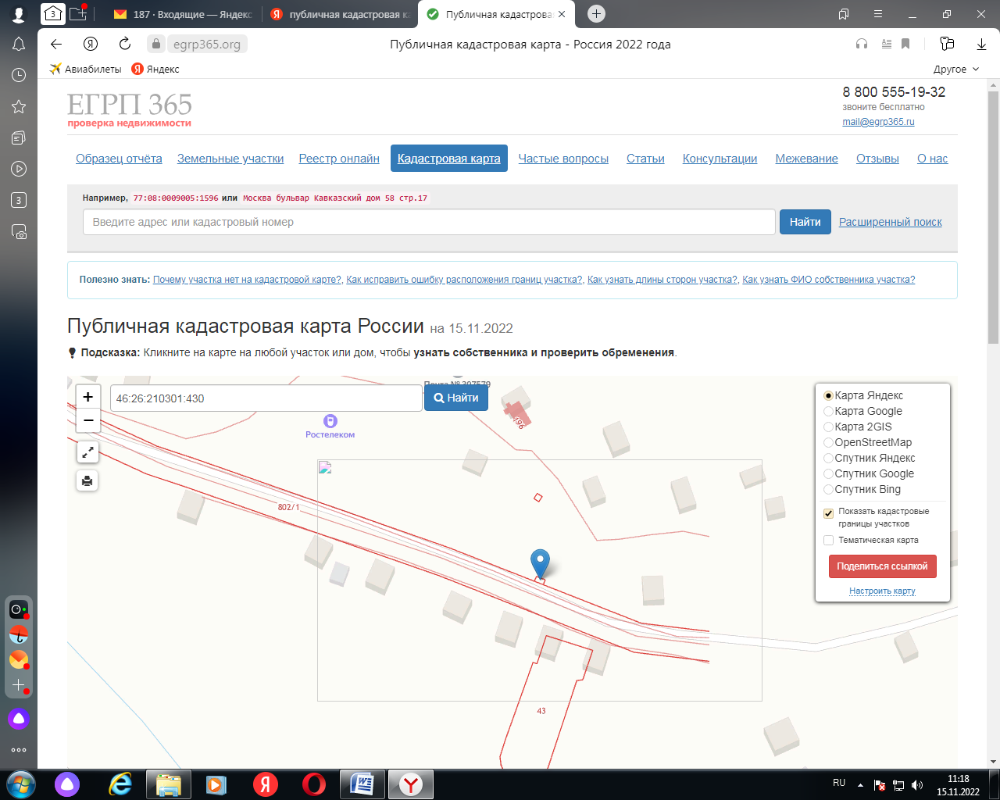 187 · Входящие — Яндекс
публичная кадастровая ка
Публичная кадастровая
egrp365.org
Публичная кадастровая карта - Россия 2022 года
Авиабилеты
Яндекс
Другое
ЕГРП 365
проверка недвижимости
8 800 555-19-32
звоните бесплатно
mail@egrp365.ru
Образец отчёта Земельные участки Реестр онлайн Кадастровая карта Частые вопросы Статьи Консультации Межевание Отзывы О нас
Например, 77:08:0009005:1596 или Москва бульвар Кавказский дом 58 стр.17
Введите адрес или кадастровый номер
Найти
Расширенный поиск
Полезно знать: Почему участка нет на кадастровой карте?, Как исправить ошибку расположения границ участка?, Как узнать длины сторон участка?, Как узнать ФИО собственника участка?
Публичная кадастровая карта России на 15.11.2022
Подсказка: Кликните на карте на любой участок или дом, чтобы узнать собственника и проверить обременения.
+
−
46:26:210301:430
Найти
Почта № 307579
Ростелеком
196
802/1
43
Карта Яндекс
Карта Google
Карта 2GIS
OpenStreetMap
Спутник Яндекс
Спутник Google
Спутник Bing
Показать кадастровые
границы участков
Тематическая карта
Поделиться ссылкой
Настроить карту
3
3
RU
11:18
15.11.2022